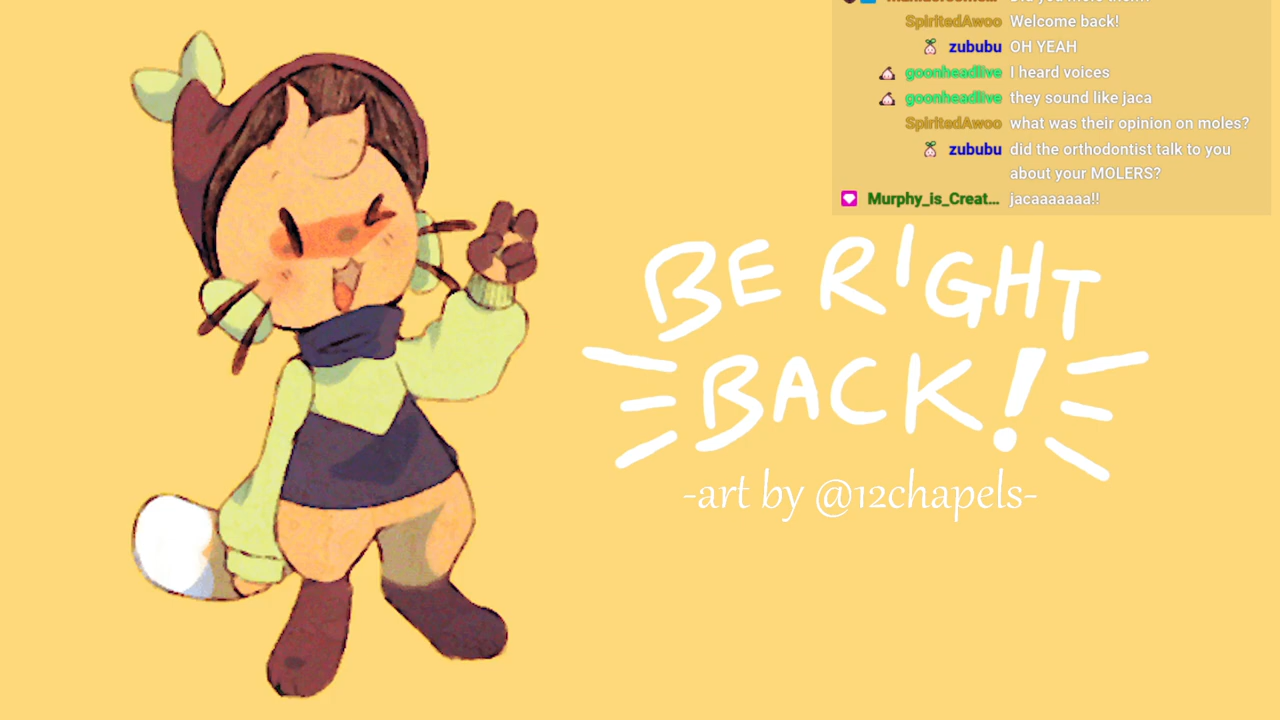 SpiritedAwoo Welcome back!
zububu OH YEAH
goonheadlive I heard voices
goonheadlive they sound like jaca
SpiritedAwoo what was their opinion on moles?
zububu did the orthodontist talk to you
about your MOLERS?
Murphy_is_Creat... jacaaaaaaa!!
BE RIGHT
BACK!
-art by @12chapels-